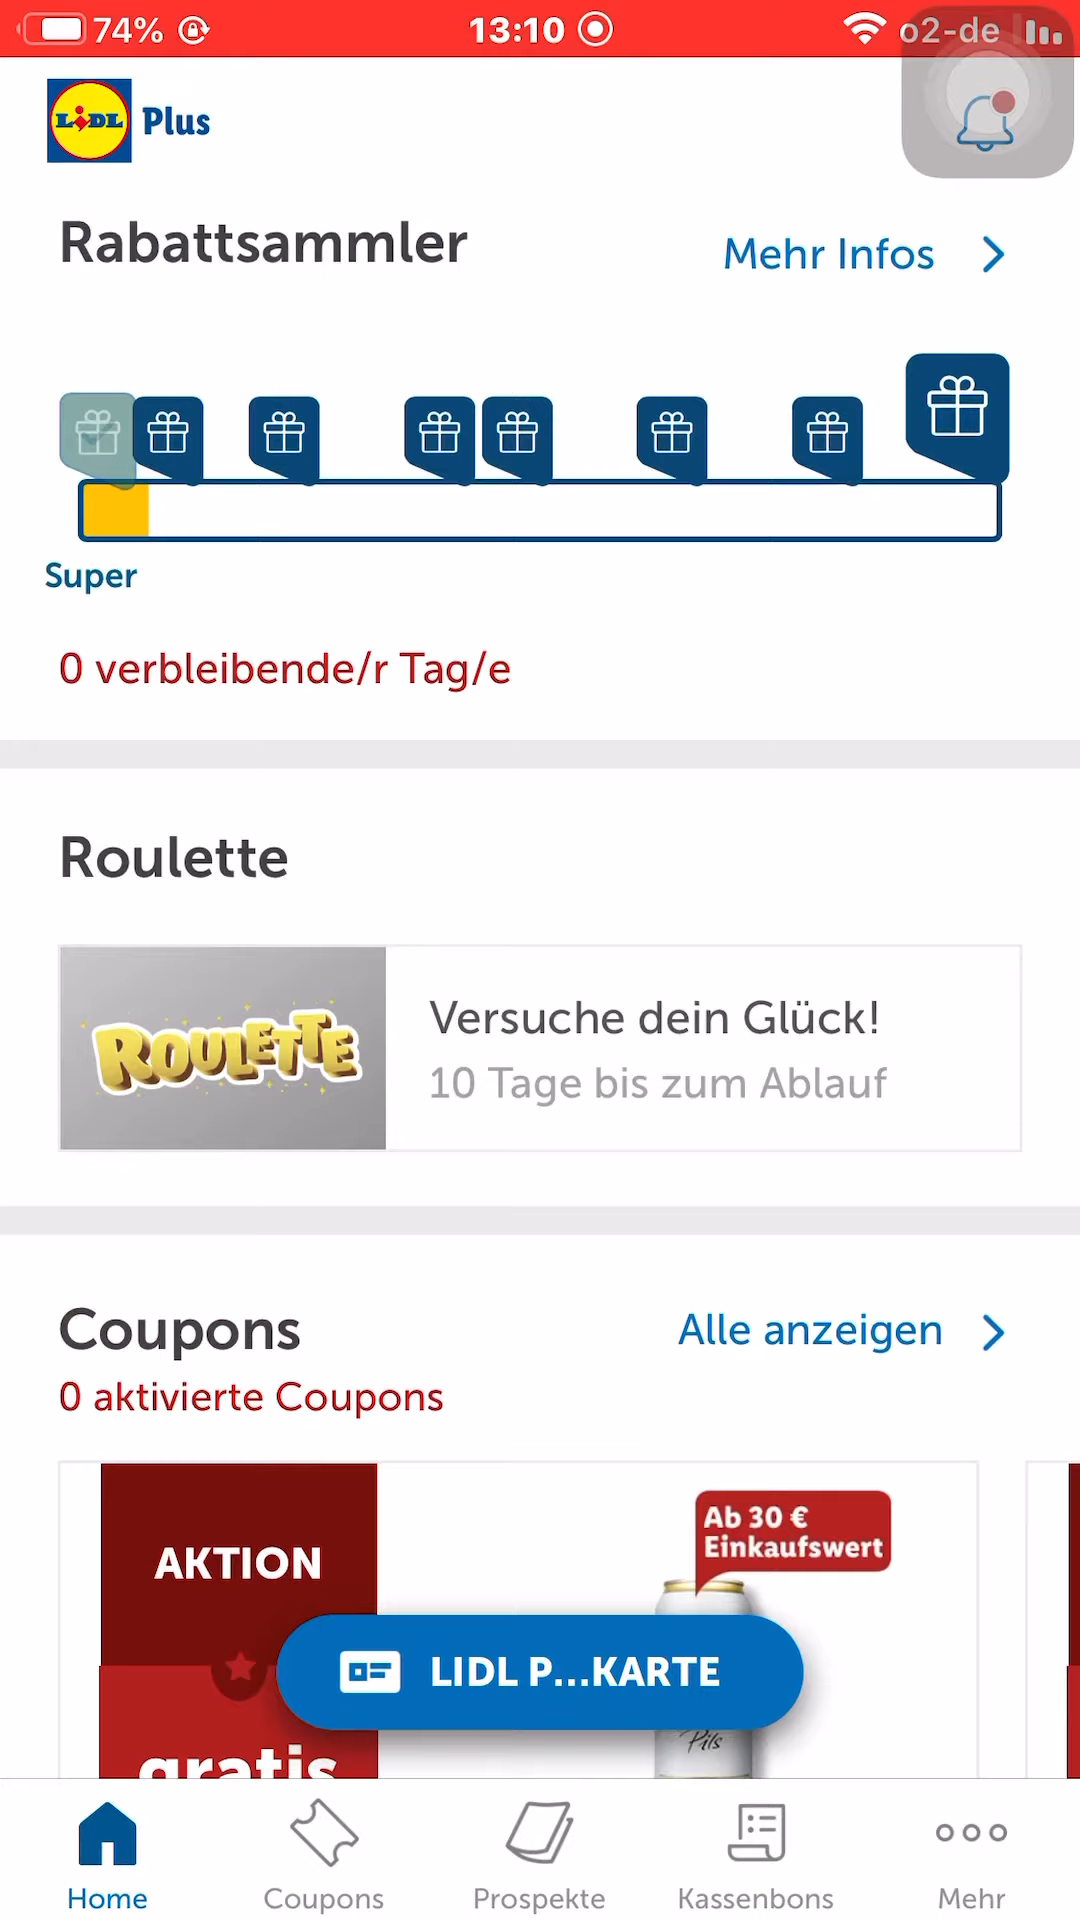 74%
13:10
o2-de
LIDL Plus
Rabattsammler
Mehr Infos
Super
0 verbleibende/r Tag/e
Roulette
ROULETTE
Versuche dein Glück!
10 Tage bis zum Ablauf
Coupons
Alle anzeigen
0 aktivierte Coupons
AKTION
Ab 30 €
Einkaufswert
LIDL P...KARTE
Pils
gratis
Home
Coupons
Prospekte
Kassenbons
Mehr